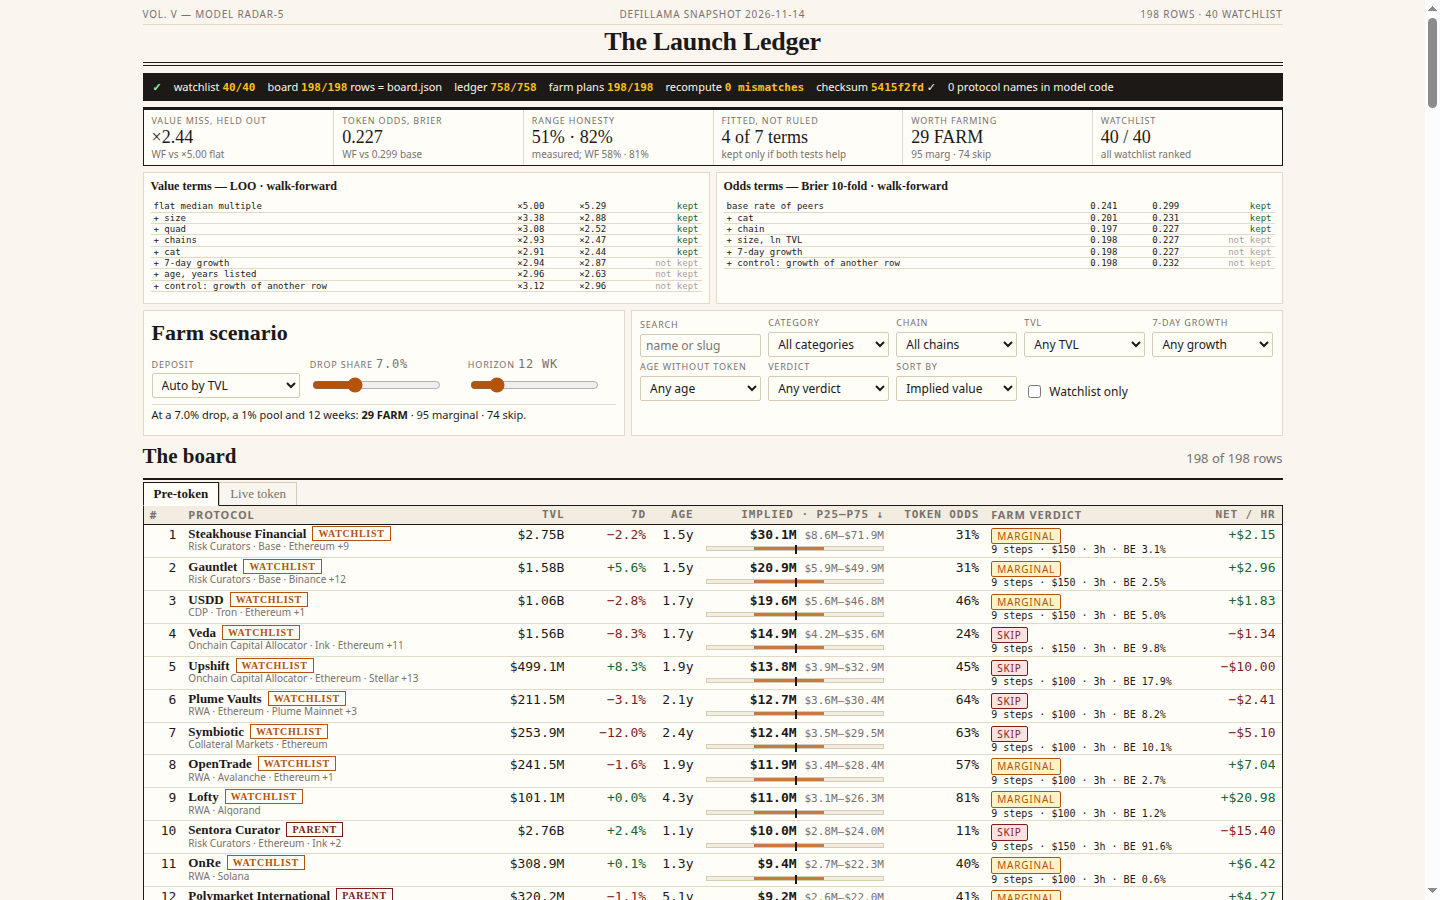 VOL. V — MODEL RADAR-5 DEFILLAMA SNAPSHOT 2026-11-14 198 ROWS · 40 WATCHLIST
The Launch Ledger
✓ watchlist 40/40 board 198/198 rows = board.json ledger 758/758 farm plans 198/198 recompute 0 mismatches checksum 5415f2fd ✓ 0 protocol names in model code
VALUE MISS, HELD OUT TOKEN ODDS, BRIER RANGE HONESTY FITTED, NOT RULED WORTH FARMING WATCHLIST
×2.44 0.227 51% · 82% 4 of 7 terms 29 FARM 40 / 40
WF vs ×5.00 flat WF vs 0.299 base measured; WF 58% · 81% kept only if both tests help 95 marg · 74 skip all watchlist ranked
Value terms — LOO · walk-forward
flat median multiple ×5.00 ×5.29 kept
+ size ×3.38 ×2.88 kept
+ quad ×3.08 ×2.52 kept
+ chains ×2.93 ×2.47 kept
+ cat ×2.91 ×2.44 kept
+ 7-day growth ×2.94 ×2.87 not kept
+ age, years listed ×2.96 ×2.63 not kept
+ control: growth of another row ×3.12 ×2.96 not kept
Odds terms — Brier 10-fold · walk-forward
base rate of peers 0.241 0.299 kept
+ cat 0.201 0.231 kept
+ chain 0.197 0.227 kept
+ size, ln TVL 0.198 0.227 not kept
+ 7-day growth 0.198 0.227 not kept
+ control: growth of another row 0.198 0.232 not kept
Farm scenario
DEPOSIT DROP SHARE 7.0% HORIZON 12 WK
Auto by TVL
At a 7.0% drop, a 1% pool and 12 weeks: 29 FARM · 95 marginal · 74 skip.
SEARCH CATEGORY CHAIN TVL 7-DAY GROWTH
name or slug All categories All chains Any TVL Any growth
AGE WITHOUT TOKEN VERDICT SORT BY
Any age Any verdict Implied value Watchlist only
The board 198 of 198 rows
Pre-token Live token
# PROTOCOL TVL 7D AGE IMPLIED · P25–P75 ↓ TOKEN ODDS FARM VERDICT NET / HR
1 Steakhouse Financial WATCHLIST $2.75B −2.2% 1.5y $30.1M $8.6M–$71.9M 31% MARGINAL +$2.15
Risk Curators · Base · Ethereum +9 9 steps · $150 · 3h · BE 3.1%
2 Gauntlet WATCHLIST $1.58B +5.6% 1.5y $20.9M $5.9M–$49.9M 31% MARGINAL +$2.96
Risk Curators · Base · Binance +12 9 steps · $150 · 3h · BE 2.5%
3 USDD WATCHLIST $1.06B −2.8% 1.7y $19.6M $5.6M–$46.8M 46% MARGINAL +$1.83
CDP · Tron · Ethereum +1 9 steps · $150 · 3h · BE 5.0%
4 Veda WATCHLIST $1.56B −8.3% 1.7y $14.9M $4.2M–$35.6M 24% SKIP −$1.34
Onchain Capital Allocator · Ink · Ethereum +11 9 steps · $150 · 3h · BE 9.8%
5 Upshift WATCHLIST $499.1M +8.3% 1.9y $13.8M $3.9M–$32.9M 45% SKIP −$10.00
Onchain Capital Allocator · Ethereum · Stellar +13 9 steps · $100 · 3h · BE 17.9%
6 Plume Vaults WATCHLIST $211.5M −3.1% 2.1y $12.7M $3.6M–$30.4M 64% SKIP −$2.41
RWA · Ethereum · Plume Mainnet +3 9 steps · $100 · 3h · BE 8.2%
7 Symbiotic WATCHLIST $253.9M −12.0% 2.4y $12.4M $3.5M–$29.5M 63% SKIP −$5.10
Collateral Markets · Ethereum 9 steps · $100 · 3h · BE 10.1%
8 OpenTrade WATCHLIST $241.5M −1.6% 1.9y $11.9M $3.4M–$28.4M 57% MARGINAL +$7.04
RWA · Avalanche · Ethereum +1 9 steps · $100 · 3h · BE 2.7%
9 Lofty WATCHLIST $101.1M +0.0% 4.3y $11.0M $3.1M–$26.3M 81% MARGINAL +$20.98
RWA · Algorand 9 steps · $100 · 3h · BE 1.2%
10 Sentora Curator PARENT $2.76B +2.4% 1.1y $10.0M $2.8M–$24.0M 11% SKIP −$15.40
Risk Curators · Ethereum · Ink +2 9 steps · $150 · 3h · BE 91.6%
11 OnRe WATCHLIST $308.9M +0.1% 1.3y $9.4M $2.7M–$22.3M 40% MARGINAL +$6.42
RWA · Solana 9 steps · $100 · 3h · BE 0.6%
12 Polymarket International PARENT $320.2M −1.1% 5.1y $9.2M $2.6M–$22.0M 41% MARGINAL +$4.27